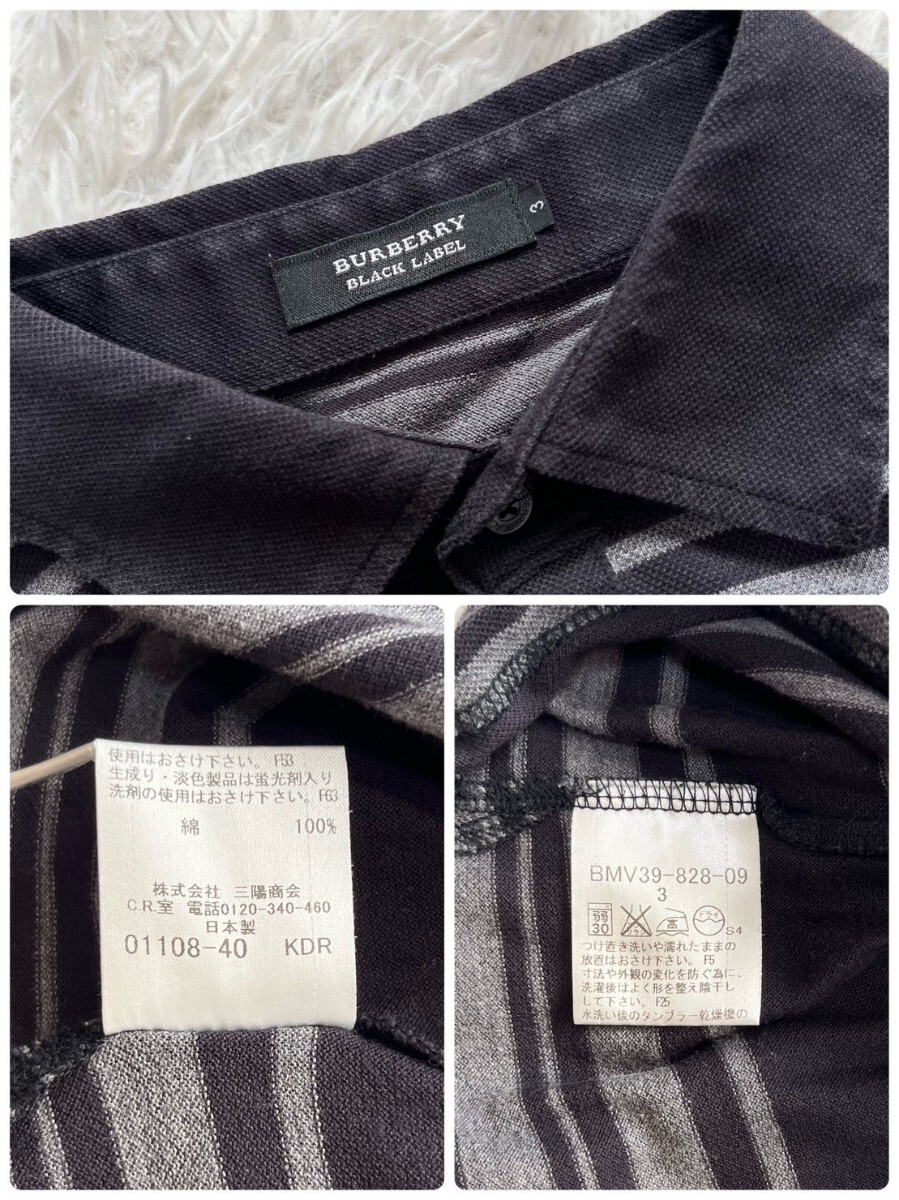 BURBERRY
BLACK LABEL
3
使用はおさけ下さい。F53
生成り・淡色製品は蛍光剤入り
洗剤の使用はおさけ下さい。F63
綿 100%
株式会社 三陽商会
C.R.室 電話0120-340-460
日本製
01108-40 KDR
BMV39-828-09
3
弱 30 高 ドライ S4
つけ置き洗いや濡れたままの
放置はおさけ下さい。F5
寸法や外観の変化を防ぐ為に、
洗濯後はよく形を整え陰干し
して下さい。F25
水洗い後のタンブラー乾燥機の